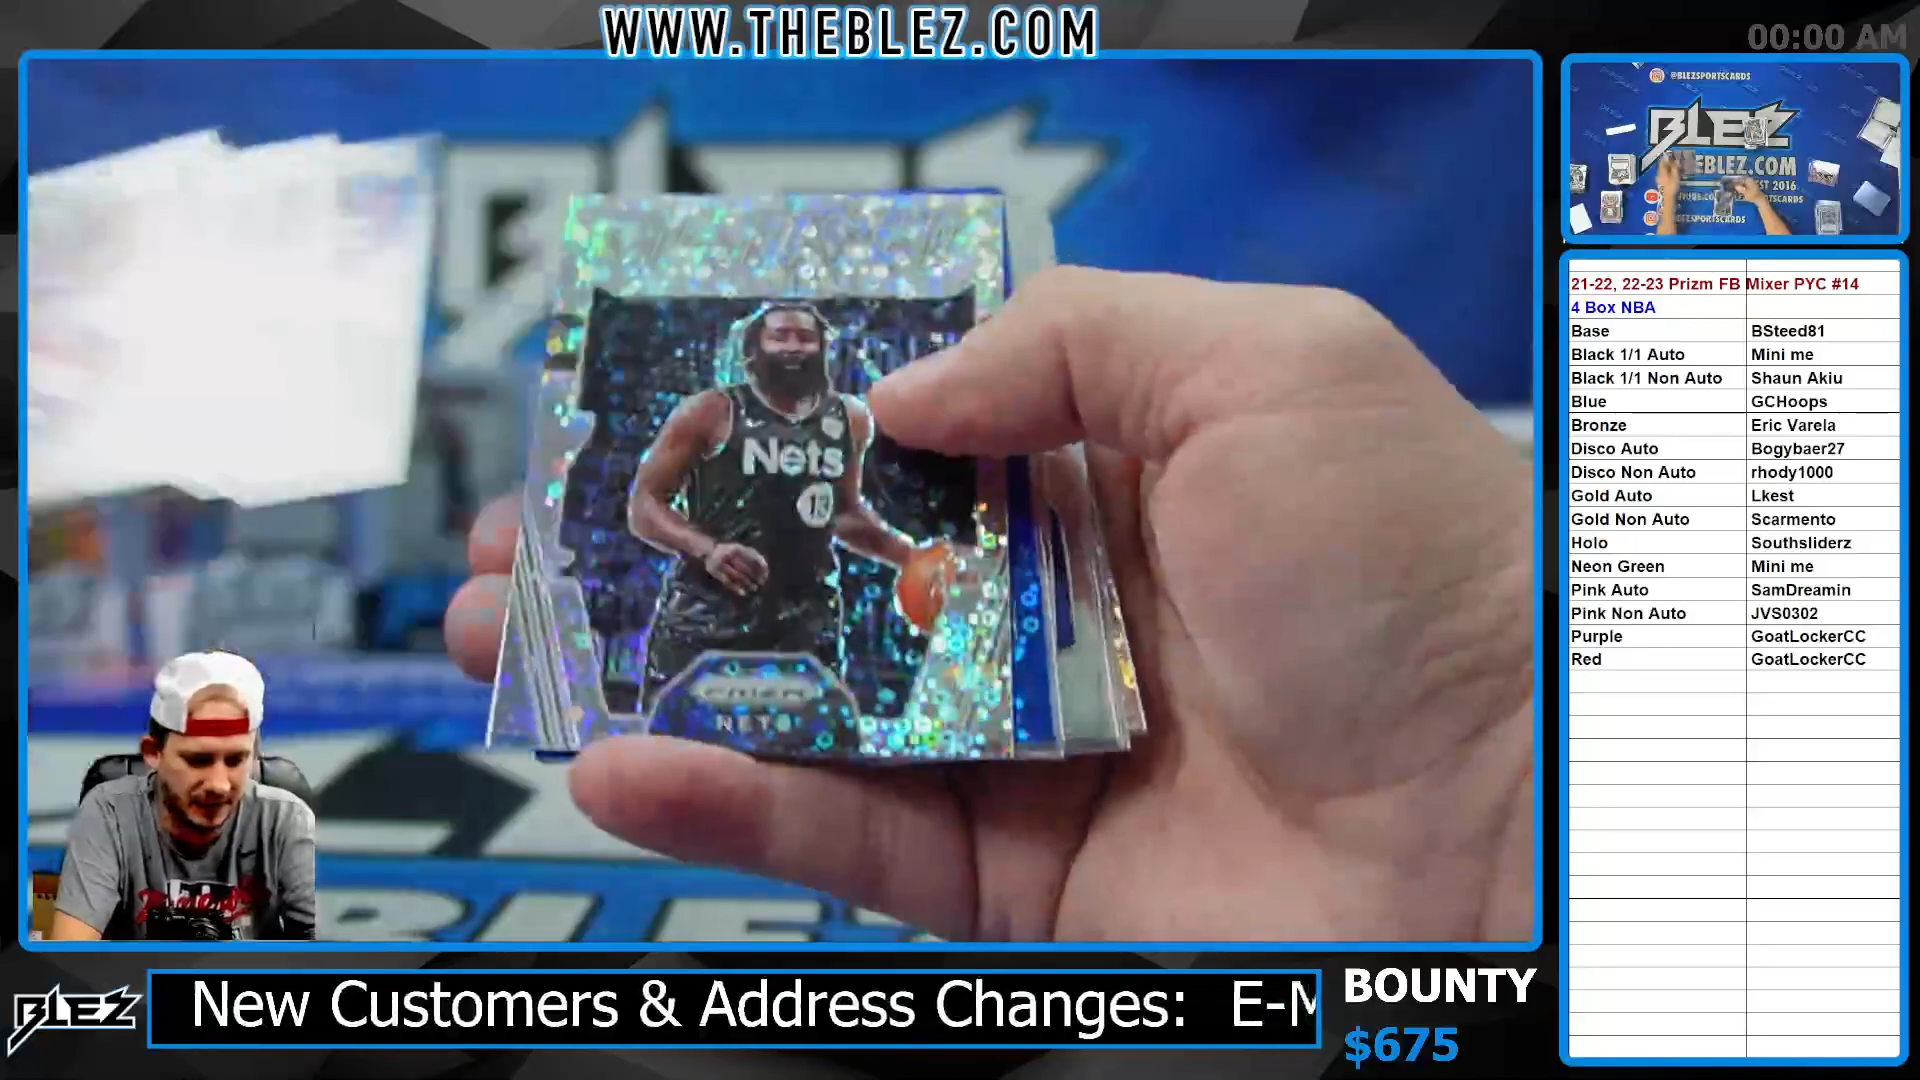 WWW.THEBLEZ.COM
00:00 AM
@BLEZSPORTSCARDS
BLEZ
EBLEZ.COM
EST 2016
Nets
13
PRIZM
NETS
21-22, 22-23 Prizm FB Mixer PYC #14
4 Box NBA
Base BSteed81
Black 1/1 Auto Mini me
Black 1/1 Non Auto Shaun Akiu
Blue GCHoops
Bronze Eric Varela
Disco Auto Bogybaer27
Disco Non Auto rhody1000
Gold Auto Lkest
Gold Non Auto Scarmento
Holo Southsliderz
Neon Green Mini me
Pink Auto SamDreamin
Pink Non Auto JVS0302
Purple GoatLockerCC
Red GoatLockerCC
BLEZ
New Customers & Address Changes: E-M
BOUNTY
$675